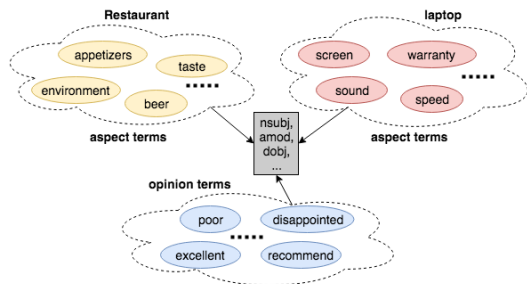 Restaurant
laptop
appetizers
taste
environment
beer
.....
aspect terms
screen
warranty
sound
speed
.....
aspect terms
nsubj,
amod,
dobj,
...
opinion terms
poor
disappointed
.....
excellent
recommend